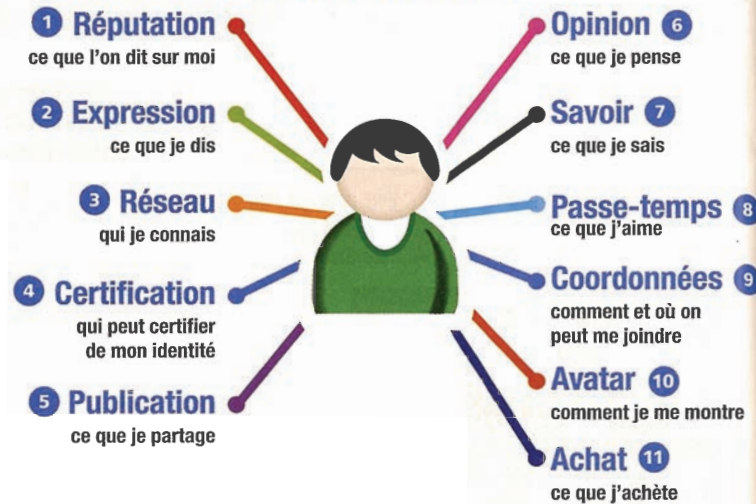 1 Réputation
ce que l'on dit sur moi
2 Expression
ce que je dis
3 Réseau
qui je connais
4 Certification
qui peut certifier
de mon identité
5 Publication
ce que je partage
Opinion 6
ce que je pense
Savoir 7
ce que je sais
Passe-temps 8
ce que j'aime
Coordonnées 9
comment et où on
peut me joindre
Avatar 10
comment je me montre
Achat 11
ce que j'achète